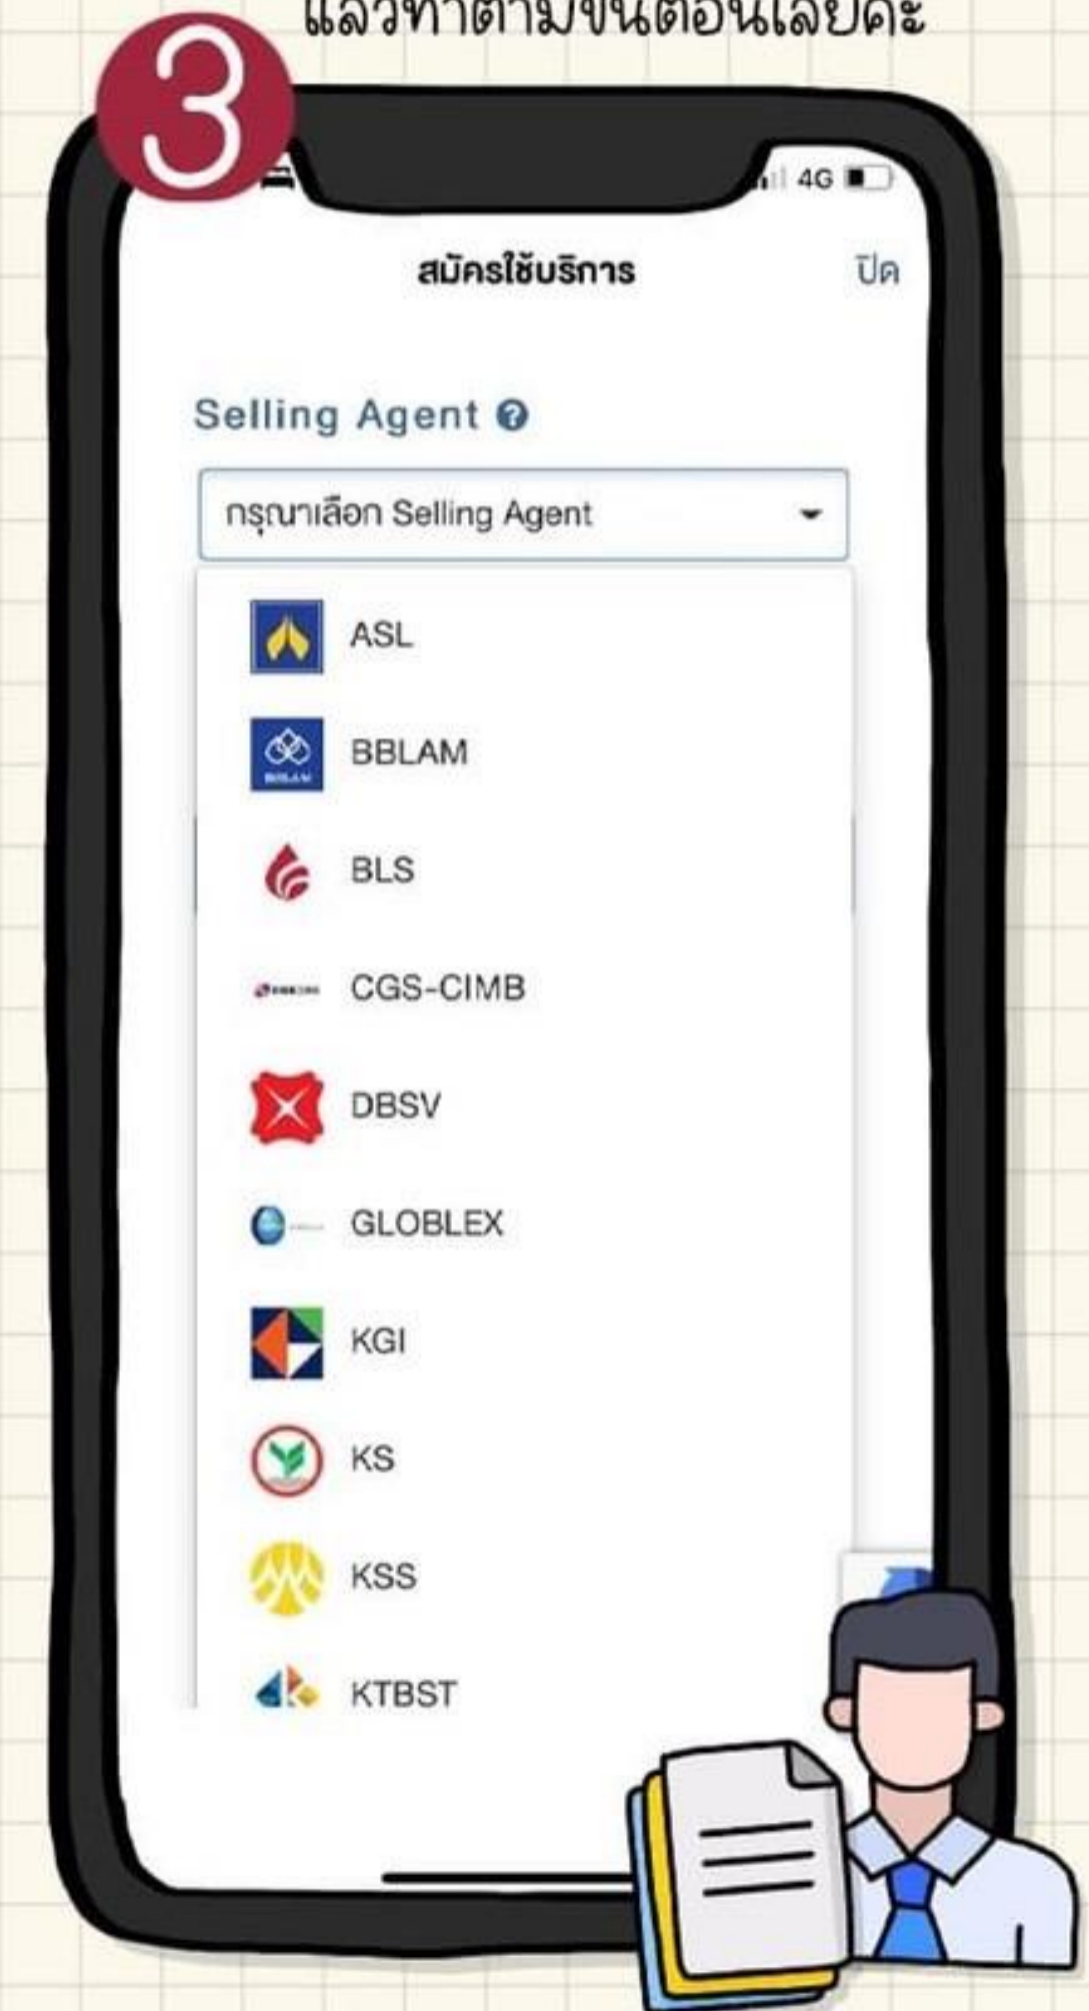 แล้วทำตามขั้นตอนเลยค่ะ
3
4G
สมัครใช้บริการ
ปิด
Selling Agent ?
กรุณาเลือก Selling Agent
ASL
BBLAM
BBLAM
BLS
CGS-CIMB
DBSV
GLOBLEX
KGI
KS
KSS
KTBST